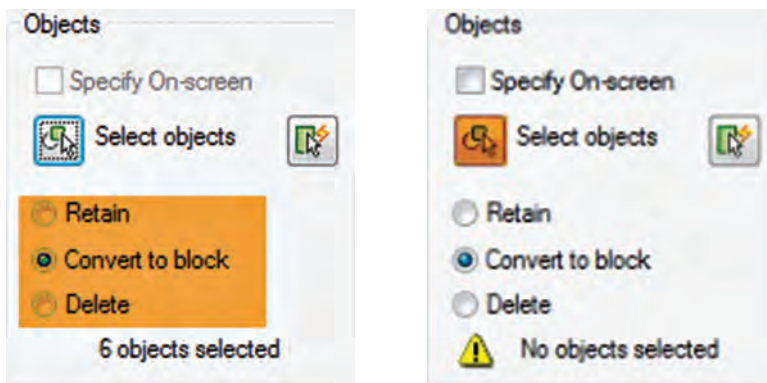 Objects
Specify On-screen
Select objects
Retain
Convert to block
Delete
6 objects selected
Objects
Specify On-screen
Select objects
Retain
Convert to block
Delete
No objects selected